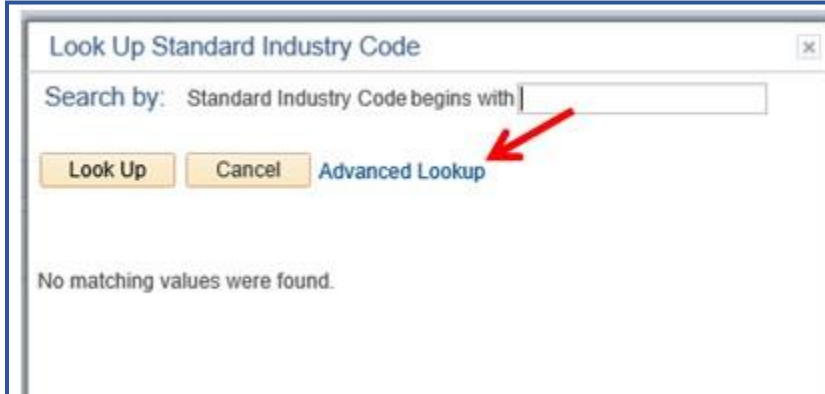 Look Up Standard Industry Code
Search by: Standard Industry Code begins with
Look Up Cancel Advanced Lookup
No matching values were found.